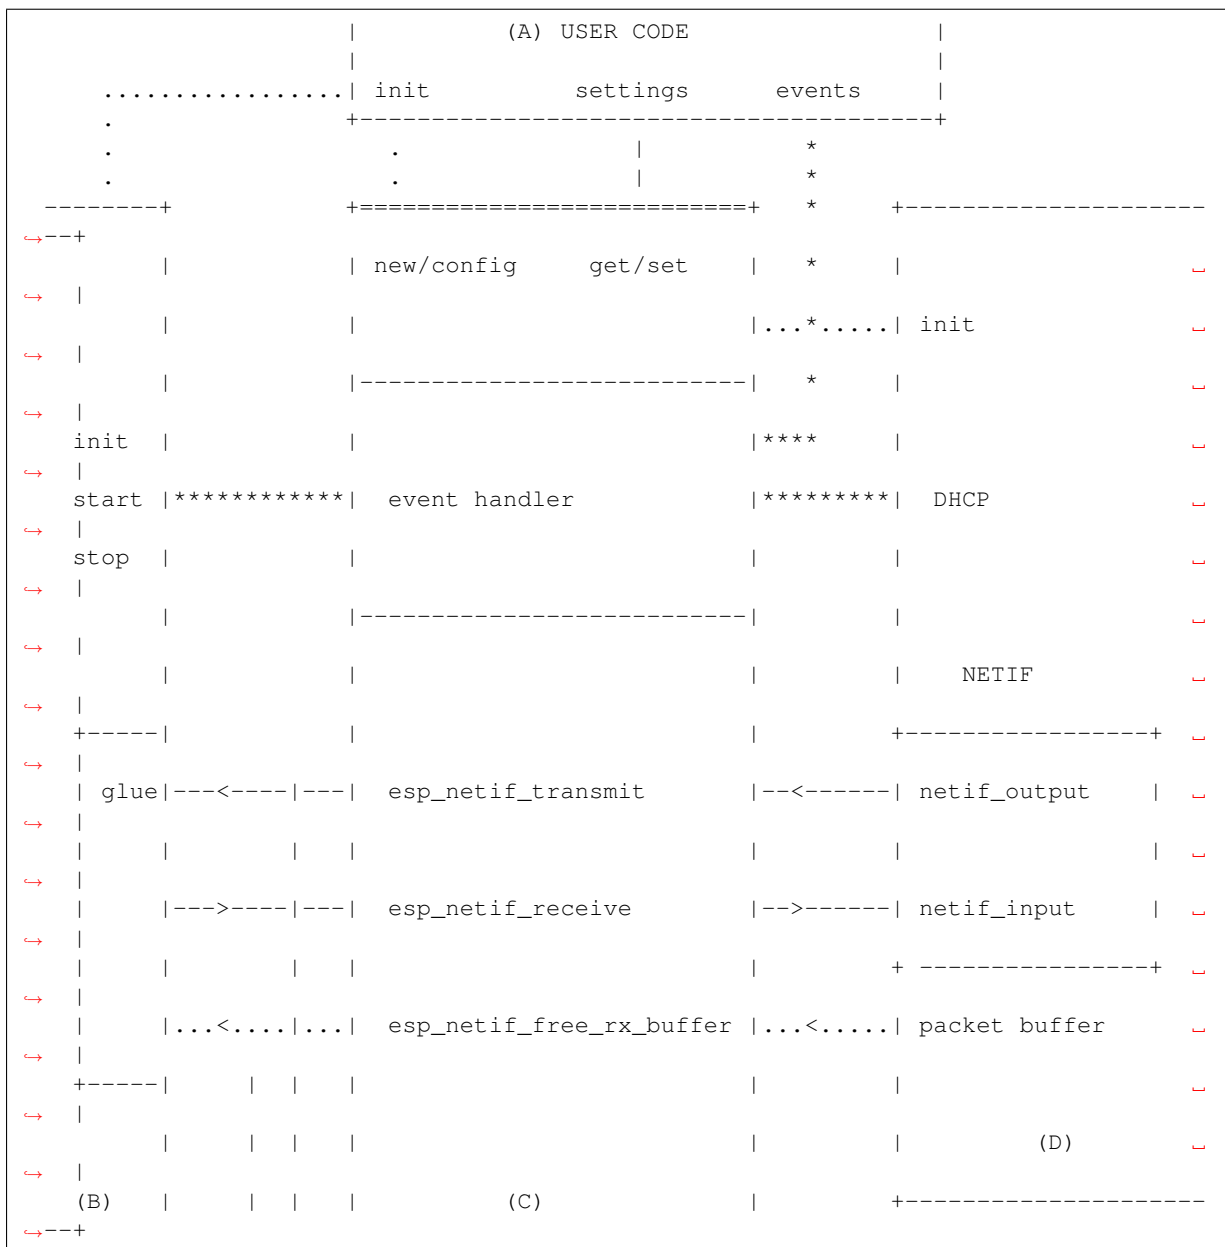 |          (A) USER CODE                 |
                       |                                        |
      .................| init          settings      events     |
      .                +----------------------------------------+
      .                   .                |           *
      .                   .                |           *
  --------+            +===========================+   *     +---------------------
↪--+
          |            | new/config     get/set    |   *     |                    ␣
↪  |
          |            |                           |...*.....| init               ␣
↪  |
          |            |---------------------------|   *     |                    ␣
↪  |
    init  |            |                           |****     |                    ␣
↪  |
    start |************|  event handler            |*********|  DHCP              ␣
↪  |
    stop  |            |                           |         |                    ␣
↪  |
          |            |---------------------------|         |                    ␣
↪  |
          |            |                           |         |    NETIF           ␣
↪  |
    +-----|            |                           |         +-----------------+  ␣
↪  |
    | glue|---<----|---|  esp_netif_transmit       |--<------| netif_output    |  ␣
↪  |
    |     |        |   |                           |         |                 |  ␣
↪  |
    |     |--->----|---|  esp_netif_receive        |-->------| netif_input     |  ␣
↪  |
    |     |        |   |                           |         + ----------------+  ␣
↪  |
    |     |...<....|...|  esp_netif_free_rx_buffer |...<.....| packet buffer      ␣
↪  |
    +-----|     |  |   |                           |         |                    ␣
↪  |
          |     |  |   |                           |         |         (D)        ␣
↪  |
    (B)   |     |  |   |          (C)              |         +---------------------
↪--+